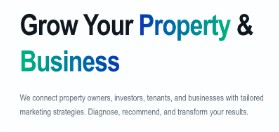 Grow Your Property &
Business
We connect property owners, investors, tenants, and businesses with tailored
marketing strategies. Diagnose, recommend, and transform your results.